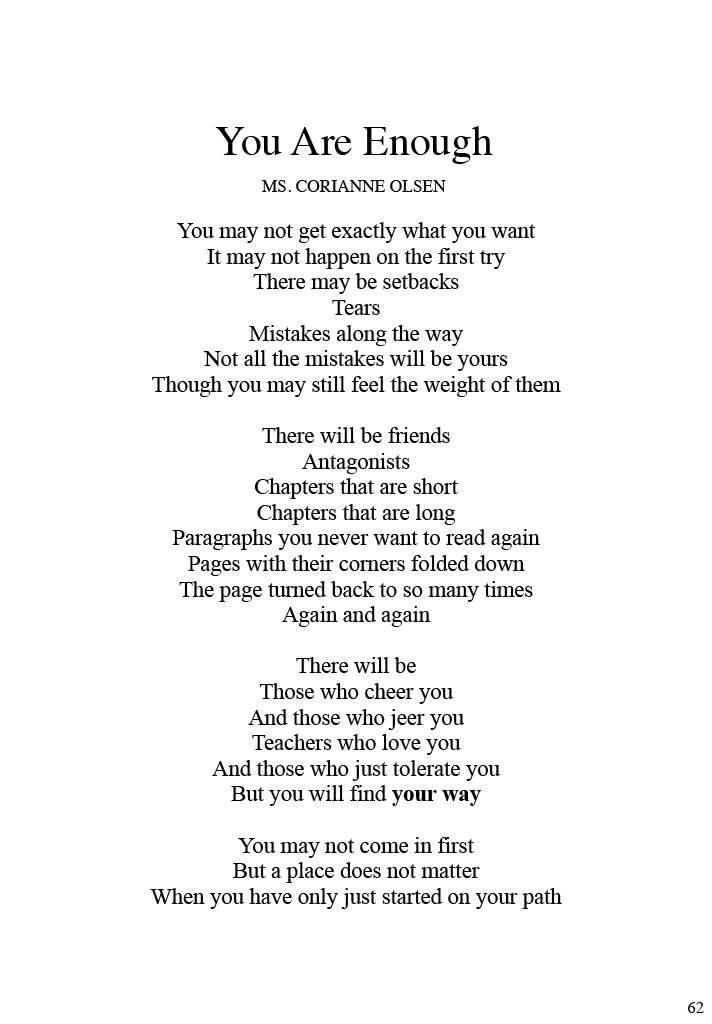 You Are Enough
MS. CORIANNE OLSEN
You may not get exactly what you want
It may not happen on the first try
There may be setbacks
Tears
Mistakes along the way
Not all the mistakes will be yours
Though you may still feel the weight of them
There will be friends
Antagonists
Chapters that are short
Chapters that are long
Paragraphs you never want to read again
Pages with their corners folded down
The page turned back to so many times
Again and again
There will be
Those who cheer you
And those who jeer you
Teachers who love you
And those who just tolerate you
But you will find your way
You may not come in first
But a place does not matter
When you have only just started on your path
62